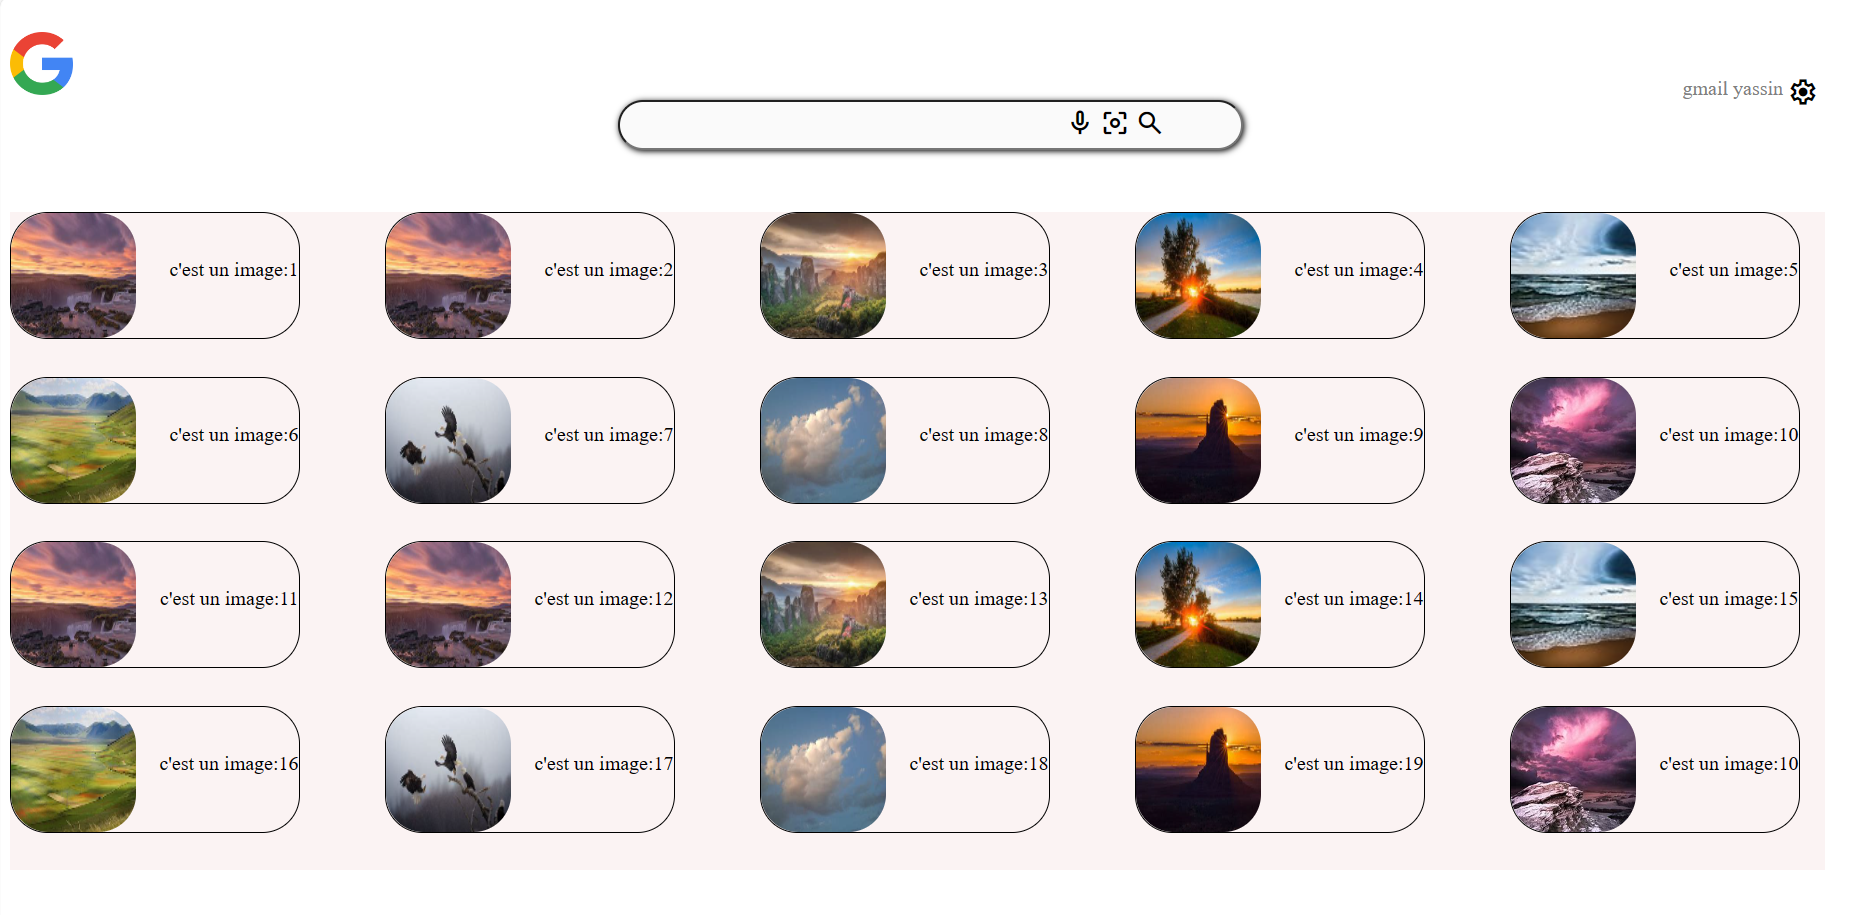 G
gmail yassin
c'est un image:1
c'est un image:2
c'est un image:3
c'est un image:4
c'est un image:5
c'est un image:6
c'est un image:7
c'est un image:8
c'est un image:9
c'est un image:10
c'est un image:11
c'est un image:12
c'est un image:13
c'est un image:14
c'est un image:15
c'est un image:16
c'est un image:17
c'est un image:18
c'est un image:19
c'est un image:10